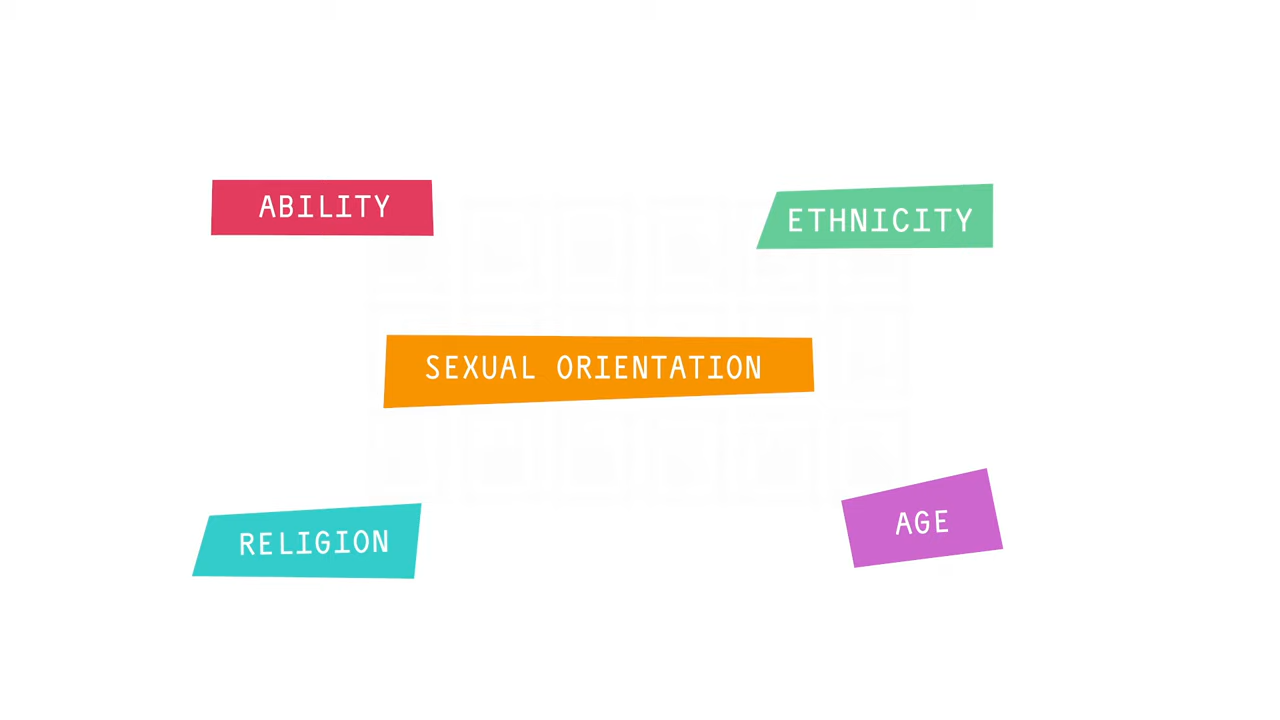 ABILITY
ETHNICITY
SEXUAL ORIENTATION
RELIGION
AGE